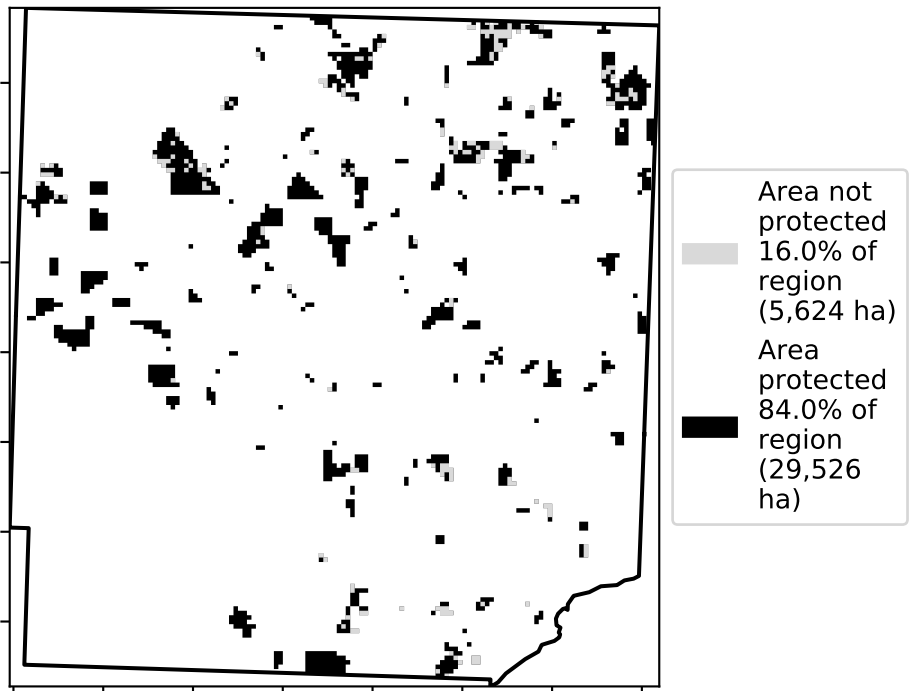 Area not
protected
16.0% of
region
(5,624 ha)
Area
protected
84.0% of
region
(29,526
ha)